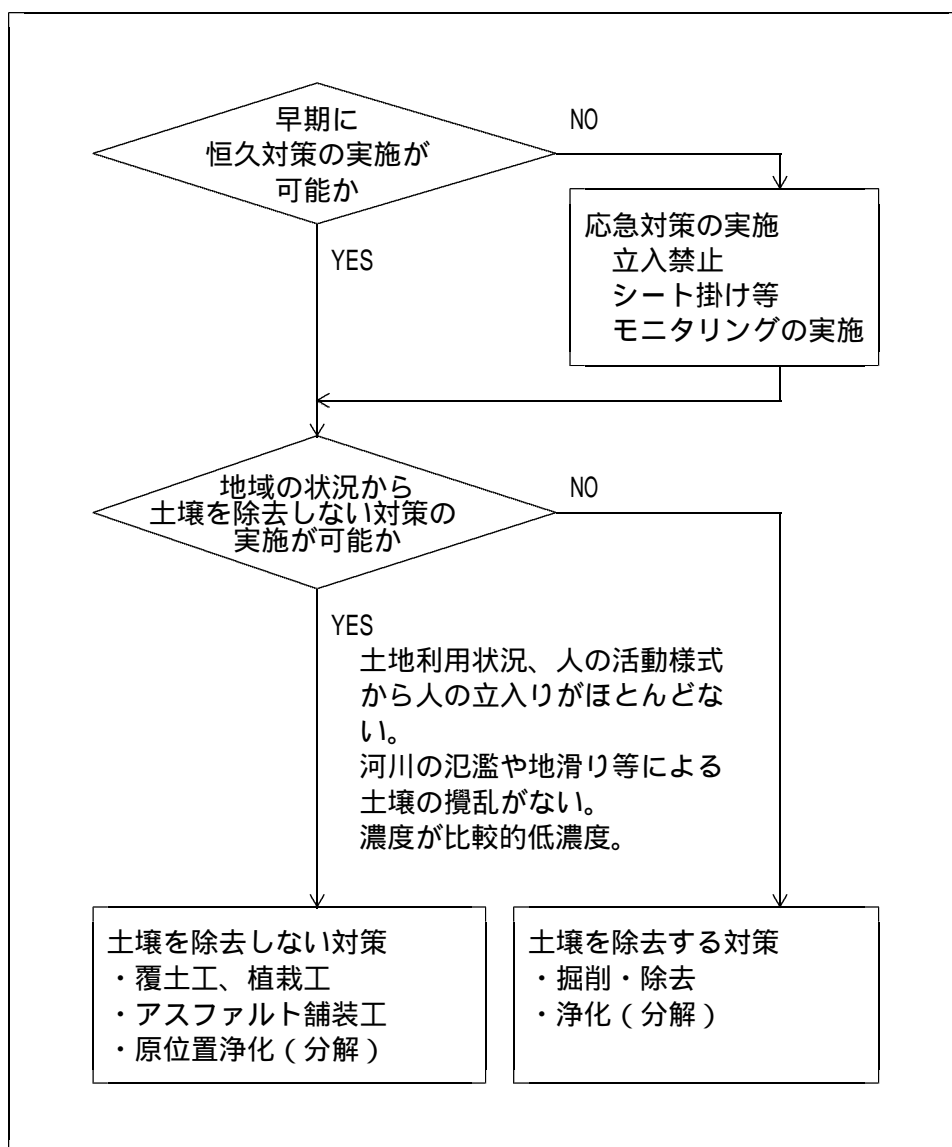 早期に
恒久対策の実施が
可能か
NO
応急対策の実施
立入禁止
シート掛け等
モニタリングの実施
YES
地域の状況から
土壌を除去しない対策の
実施が可能か
NO
YES
土地利用状況、人の活動様式
から人の立入りがほとんどな
い。
河川の氾濫や地滑り等による
土壌の攪乱がない。
濃度が比較的低濃度。
土壌を除去しない対策
・覆土工、植栽工
・アスファルト舗装工
・原位置浄化（分解）
土壌を除去する対策
・掘削・除去
・浄化（分解）